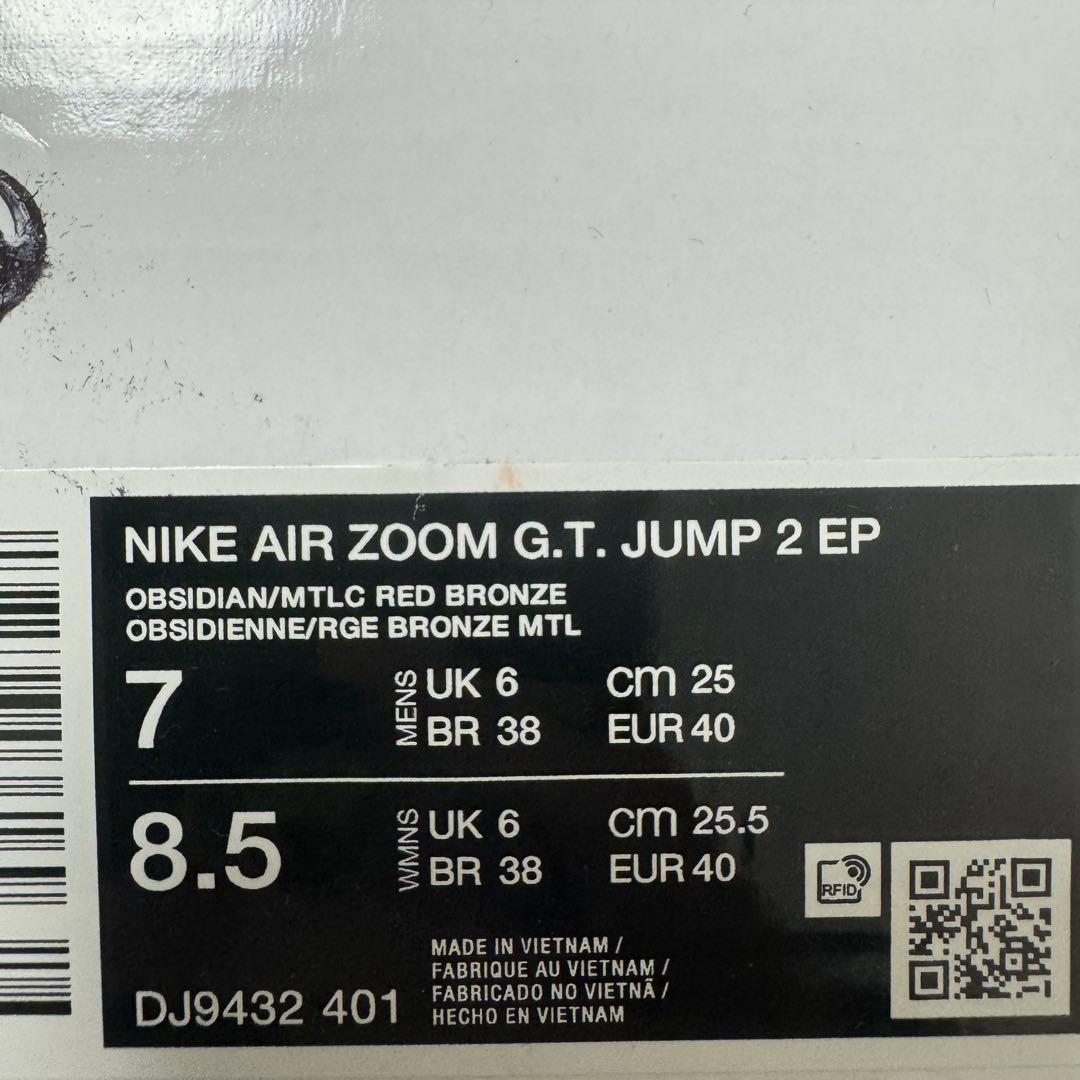 NIKE AIR ZOOM G.T. JUMP 2 EP
OBSIDIAN/MTLC RED BRONZE
OBSIDIENNE/RGE BRONZE MTL
7 MENS UK 6 CM 25
BR 38 EUR 40
8.5 WMNS UK 6 CM 25.5
BR 38 EUR 40
RFID
MADE IN VIETNAM /
FABRIQUE AU VIETNAM /
FABRICADO NO VIETNÃ /
HECHO EN VIETNAM
DJ9432 401